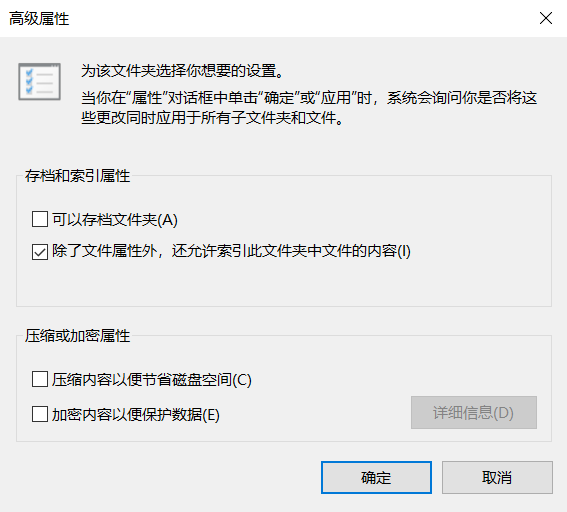 高级属性
为该文件夹选择你想要的设置。
当你在“属性”对话框中单击“确定”或“应用”时，系统会询问你是否将这
些更改同时应用于所有子文件夹和文件。
存档和索引属性
可以存档文件夹(A)
除了文件属性外，还允许索引此文件夹中文件的内容(I)
压缩或加密属性
压缩内容以便节省磁盘空间(C)
加密内容以便保护数据(E)
详细信息(D)
确定
取消